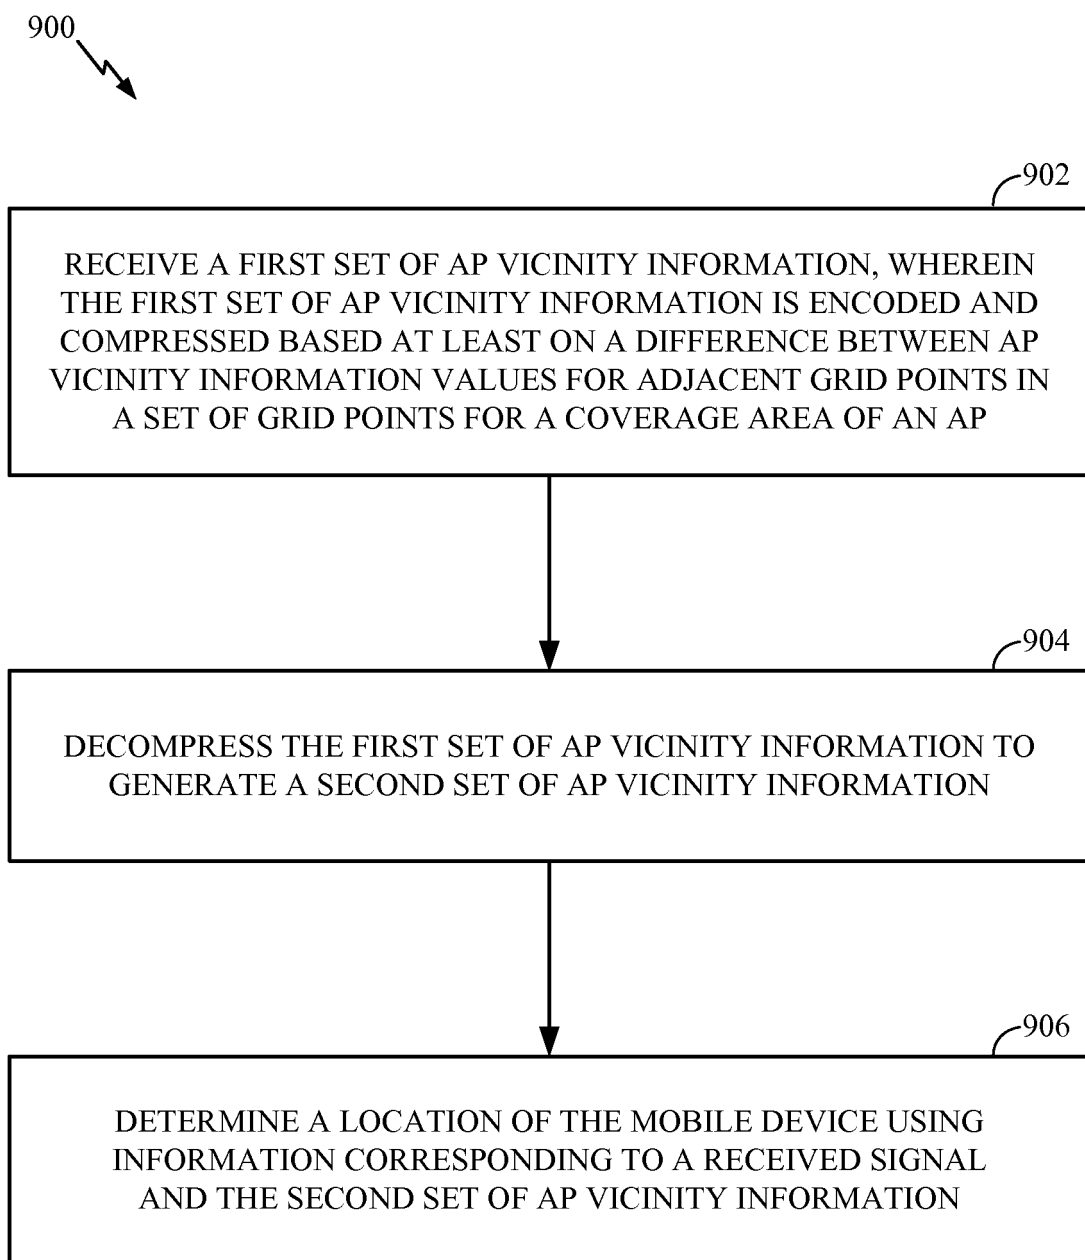 900
902
RECEIVE A FIRST SET OF AP VICINITY INFORMATION, WHEREIN
THE FIRST SET OF AP VICINITY INFORMATION IS ENCODED AND
COMPRESSED BASED AT LEAST ON A DIFFERENCE BETWEEN AP
VICINITY INFORMATION VALUES FOR ADJACENT GRID POINTS IN
A SET OF GRID POINTS FOR A COVERAGE AREA OF AN AP
904
DECOMPRESS THE FIRST SET OF AP VICINITY INFORMATION TO
GENERATE A SECOND SET OF AP VICINITY INFORMATION
906
DETERMINE A LOCATION OF THE MOBILE DEVICE USING
INFORMATION CORRESPONDING TO A RECEIVED SIGNAL
AND THE SECOND SET OF AP VICINITY INFORMATION